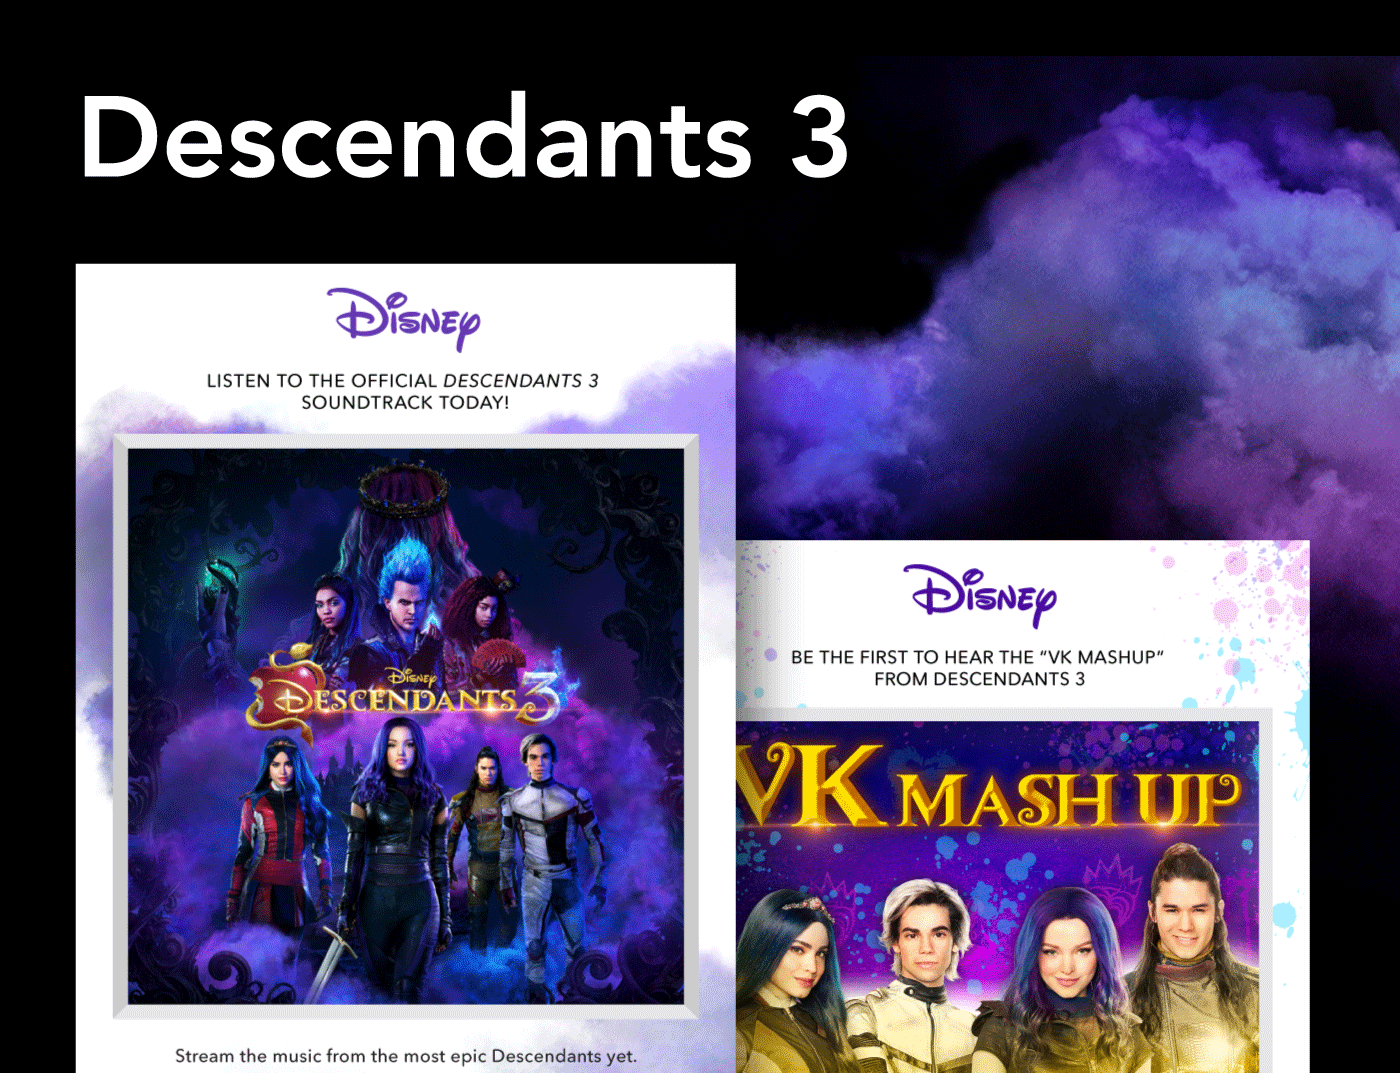 Descendants 3
Disney
LISTEN TO THE OFFICIAL DESCENDANTS 3
SOUNDTRACK TODAY!
Disney
DESCENDANTS 3
Stream the music from the most epic Descendants yet.
Disney
BE THE FIRST TO HEAR THE “VK MASHUP”
FROM DESCENDANTS 3
VK MASH UP